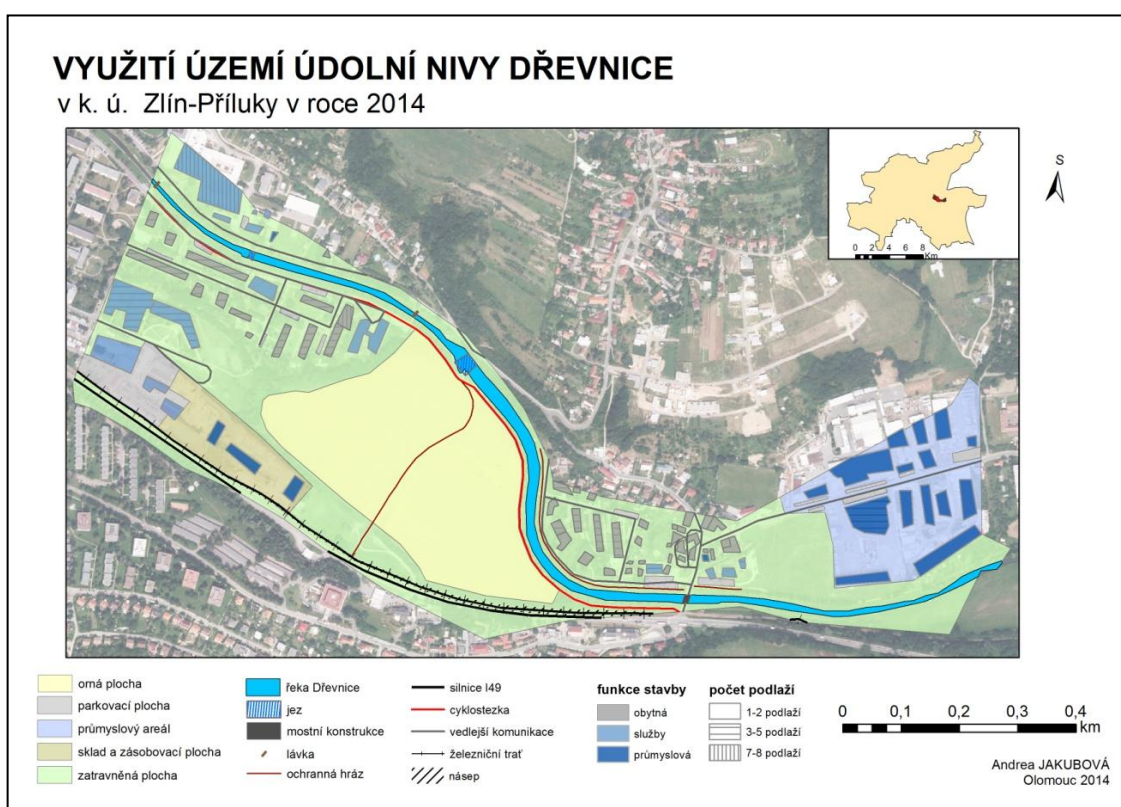 VYUŽITÍ ÚZEMÍ ÚDOLNÍ NIVY DŘEVNICE
v k. ú. Zlín-Příluky v roce 2014
S
0 2 4 6 8
Km
orná plocha
parkovací plocha
průmyslový areál
sklad a zásobovací plocha
zatravněná plocha
řeka Dřevnice
jez
mostní konstrukce
lávka
ochranná hráz
silnice I49
cyklostezka
vedlejší komunikace
železniční trať
násep
funkce stavby
obytná
služby
průmyslová
počet podlaží
1-2 podlaží
3-5 podlaží
7-8 podlaží
0 0,1 0,2 0,3 0,4
km
Andrea JAKUBOVÁ
Olomouc 2014